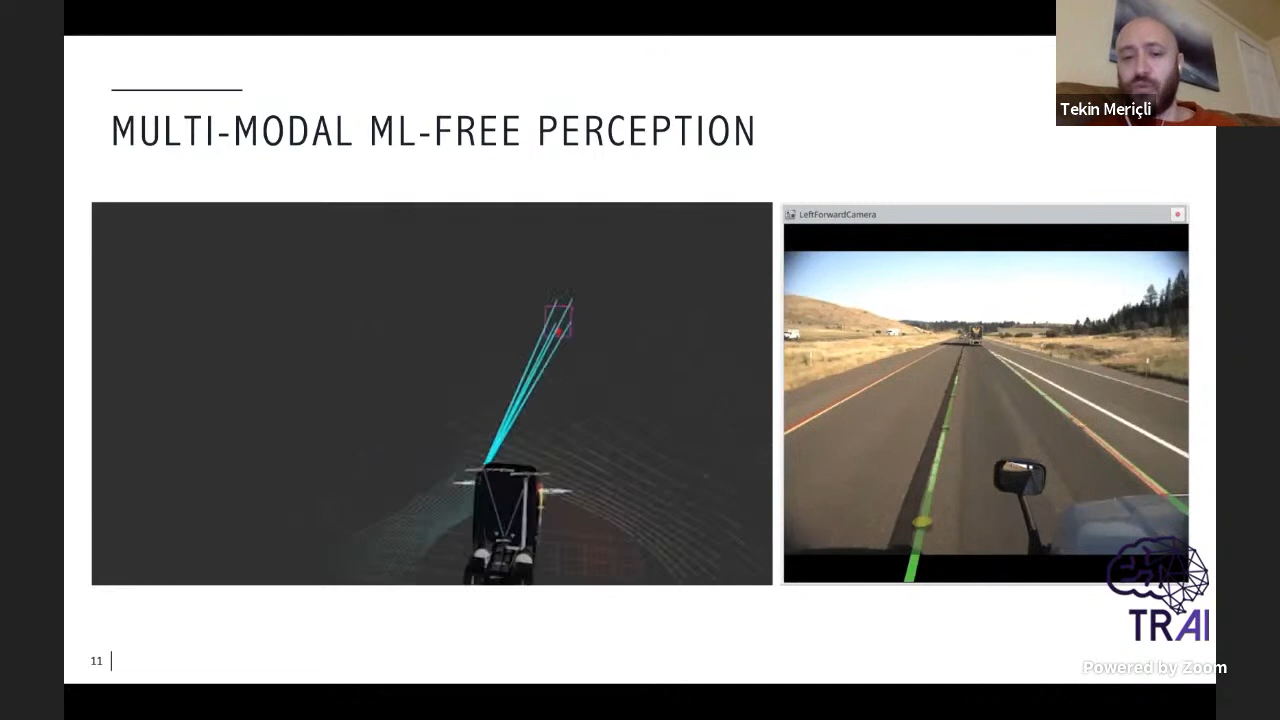 Tekin Meriçli
MULTI-MODAL ML-FREE PERCEPTION
LeftForwardCamera
TRAI
11
Powered by Zoom